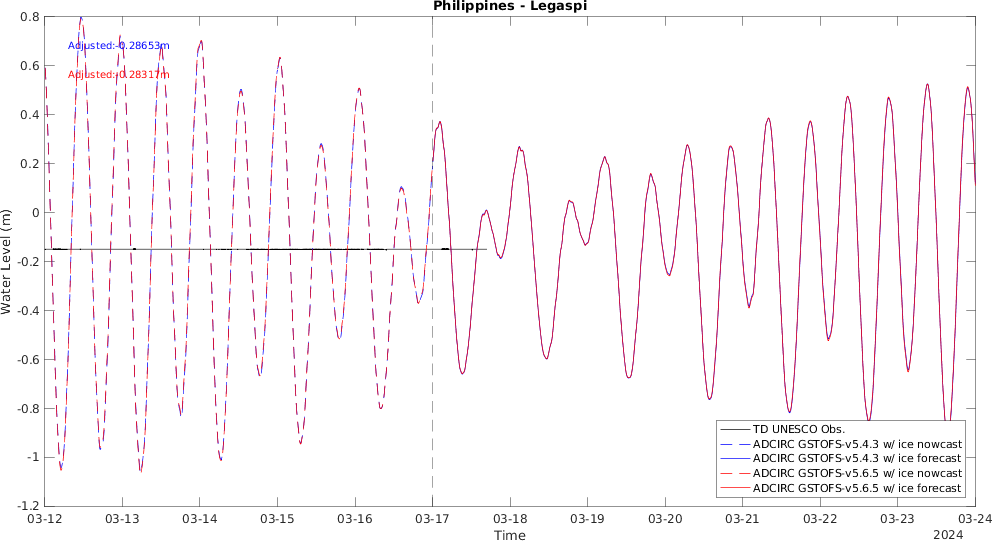 Philippines - Legaspi
Adjusted:-0.28653m
Adjusted:-0.28317m
Water Level (m)
0.8
0.6
0.4
0.2
0
-0.2
-0.4
-0.6
-0.8
-1
-1.2
TD UNESCO Obs.
ADCIRC GSTOFS-v5.4.3 w/ ice nowcast
ADCIRC GSTOFS-v5.4.3 w/ ice forecast
ADCIRC GSTOFS-v5.6.5 w/ ice nowcast
ADCIRC GSTOFS-v5.6.5 w/ ice forecast
03-12 03-13 03-14 03-15 03-16 03-17 03-18 03-19 03-20 03-21 03-22 03-23 03-24
Time
2024